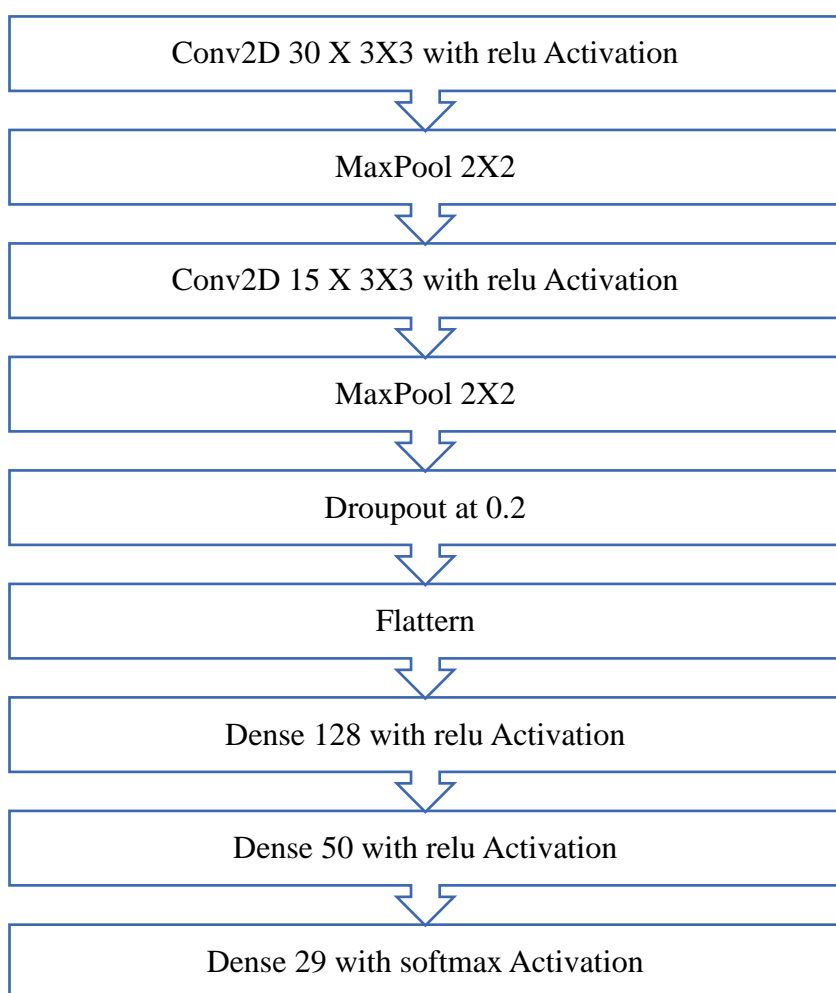 Conv2D 30 X 3X3 with relu Activation
MaxPool 2X2
Conv2D 15 X 3X3 with relu Activation
MaxPool 2X2
Droupout at 0.2
Flattern
Dense 128 with relu Activation
Dense 50 with relu Activation
Dense 29 with softmax Activation